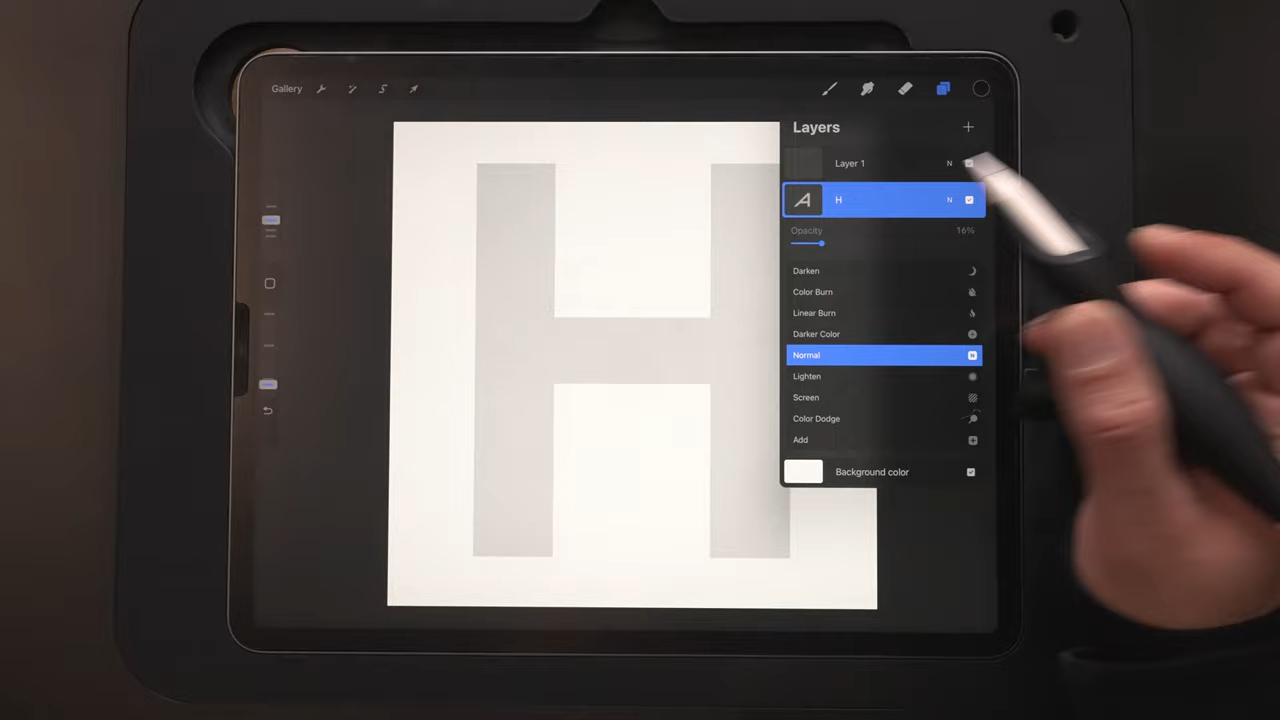 Gallery
Layers
Layer 1 N
A H N
Opacity 16%
Darken
Color Burn
Linear Burn
Darker Color
Normal N
Lighten
Screen
Color Dodge
Add
Background color
H